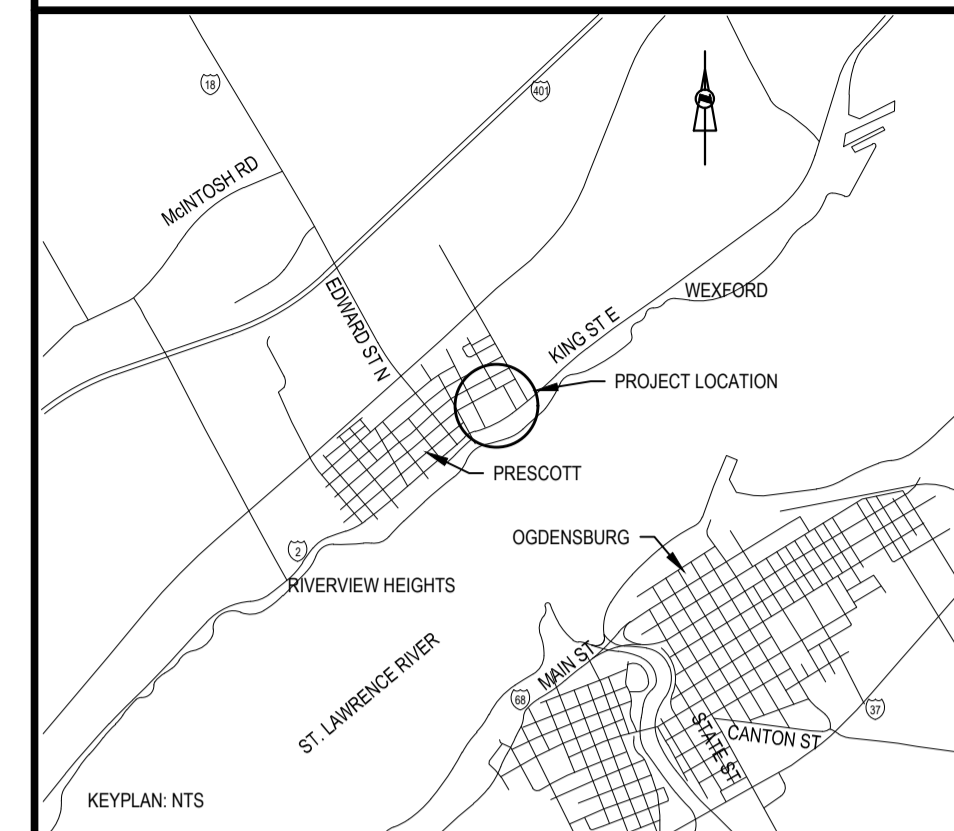 18
401
McINTOSH RD
EDWARD ST N
WEXFORD
KING ST E
PROJECT LOCATION
PRESCOTT
OGDENSBURG
2
RIVERVIEW HEIGHTS
ST. LAWRENCE RIVER
MAIN ST
68
37
STATE ST
CANTON ST
KEYPLAN: NTS